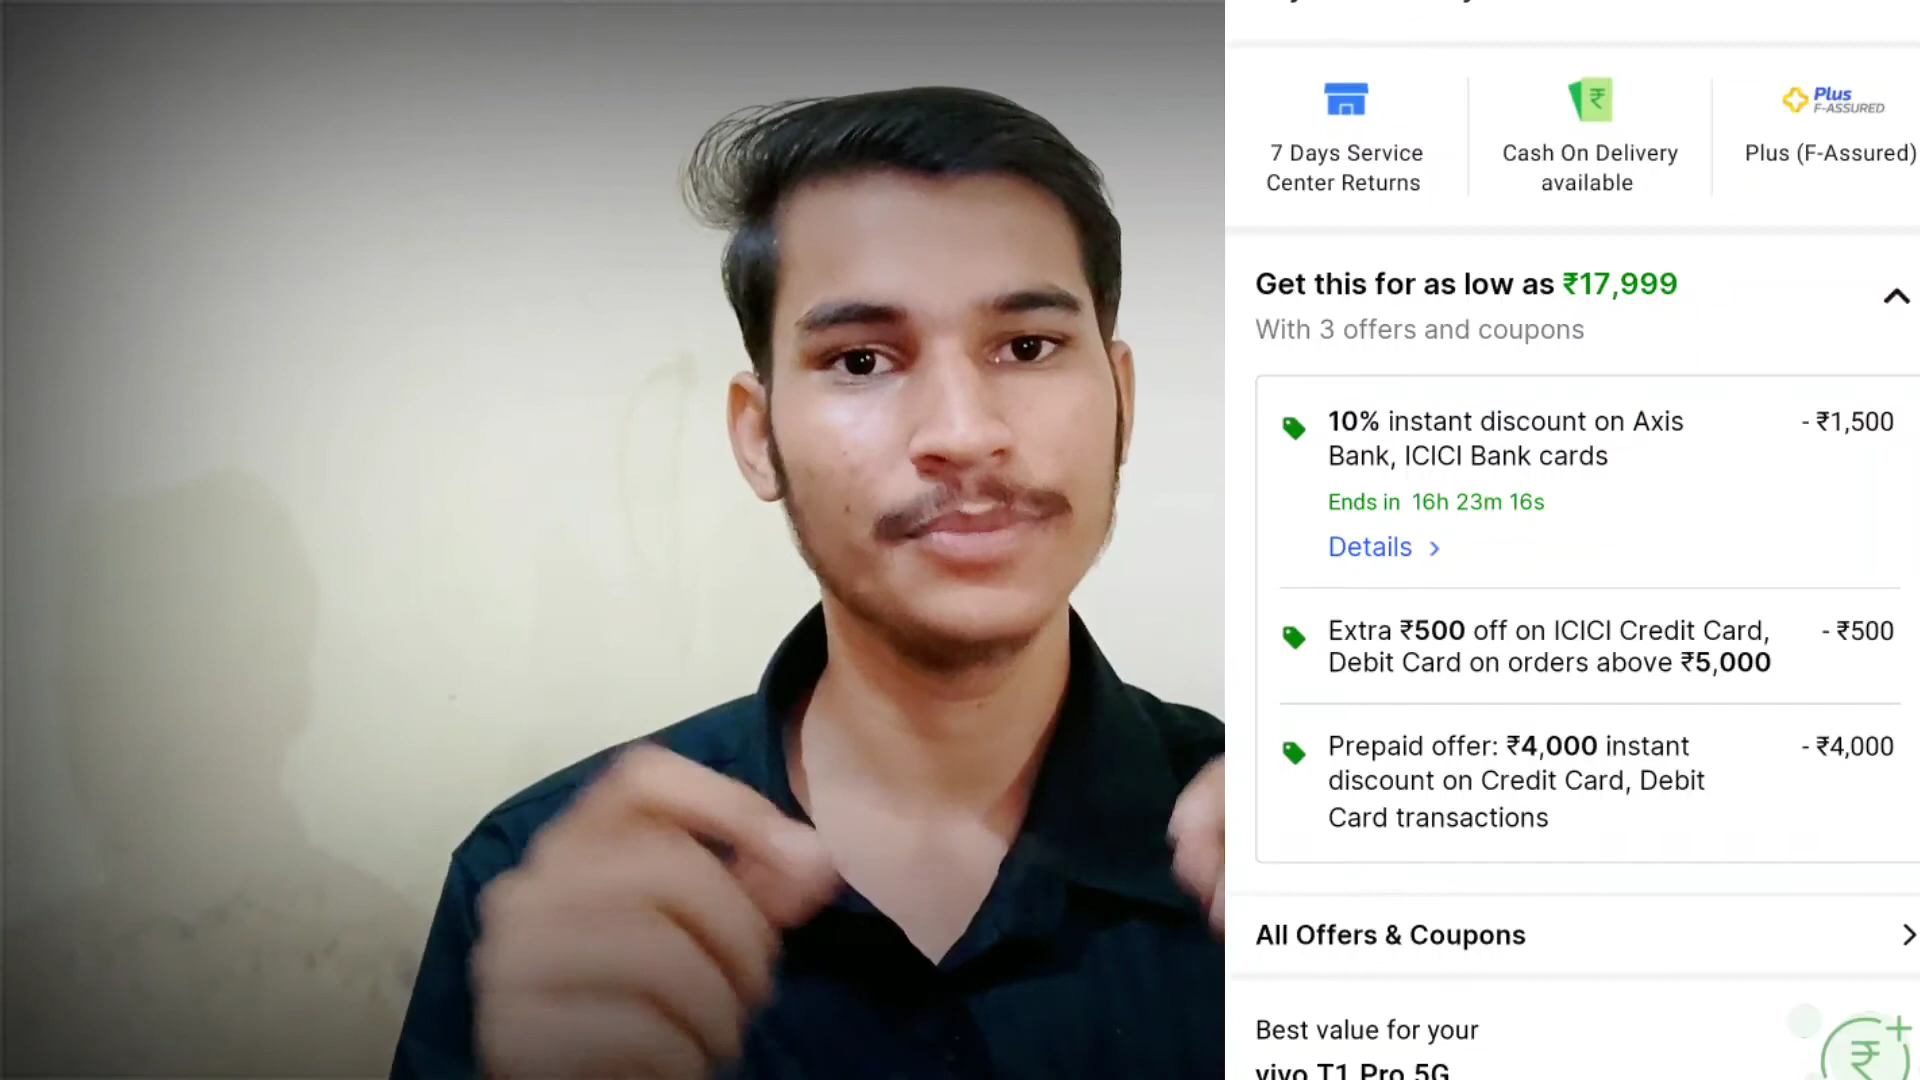 7 Days Service
Center Returns
Cash On Delivery
available
Plus
F-ASSURED
Plus (F-Assured)
Get this for as low as ₹17,999
With 3 offers and coupons
10% instant discount on Axis
Bank, ICICI Bank cards
- ₹1,500
Ends in 16h 23m 16s
Details
Extra ₹500 off on ICICI Credit Card,
Debit Card on orders above ₹5,000
- ₹500
Prepaid offer: ₹4,000 instant
discount on Credit Card, Debit
Card transactions
- ₹4,000
All Offers & Coupons
Best value for your
vivo T1 Pro 5G